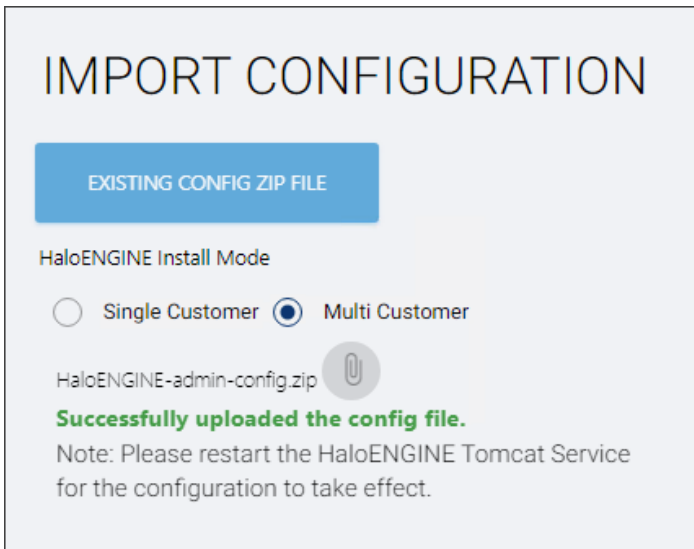 IMPORT CONFIGURATION
EXISTING CONFIG ZIP FILE
HaloENGINE Install Mode
Single Customer Multi Customer
HaloENGINE-admin-config.zip
Successfully uploaded the config file.
Note: Please restart the HaloENGINE Tomcat Service
for the configuration to take effect.